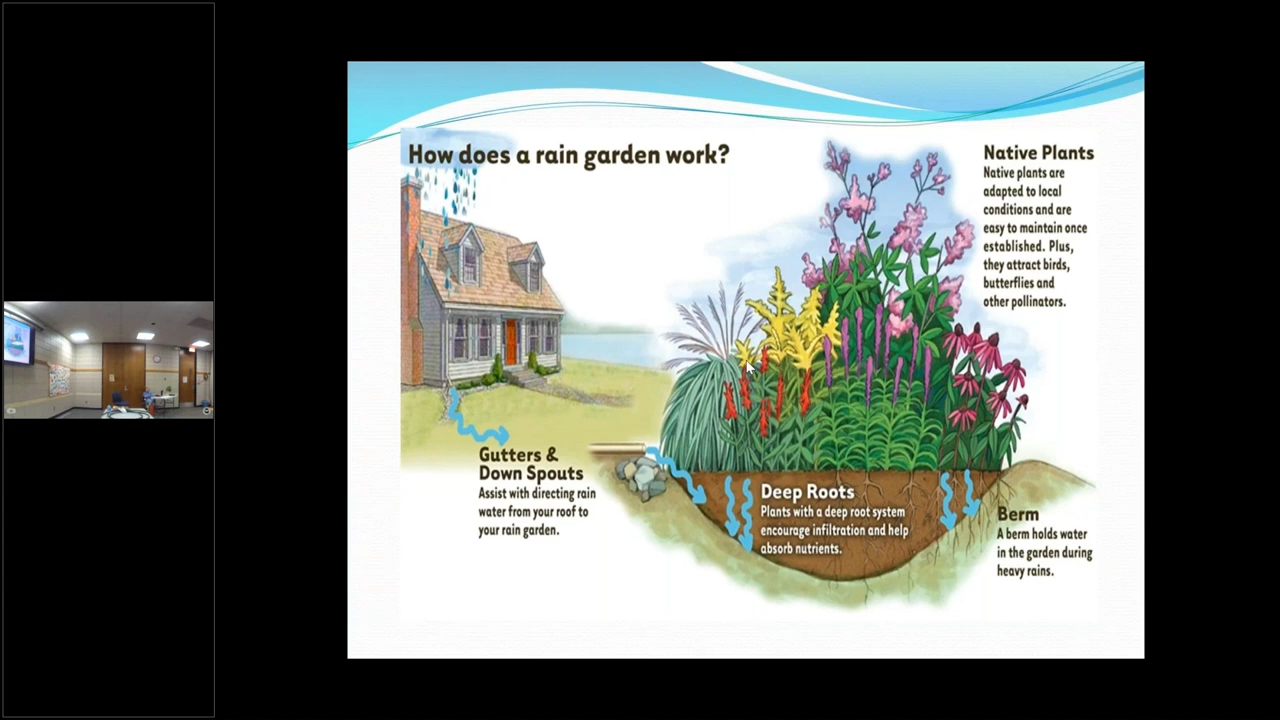 How does a rain garden work?
Native Plants
Native plants are
adapted to local
conditions and are
easy to maintain once
established. Plus,
they attract birds,
butterflies and
other pollinators.
Gutters &
Down Spouts
Assist with directing rain
water from your roof to
your rain garden.
Deep Roots
Plants with a deep root system
encourage infiltration and help
absorb nutrients.
Berm
A berm holds water
in the garden during
heavy rains.